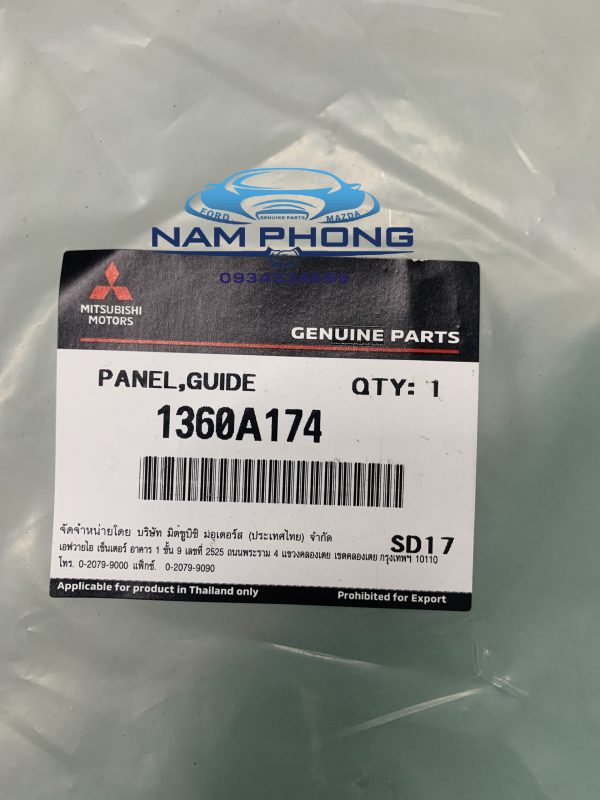 FORD GENUINE PARTS MAZDA
NAM PHONG
MITSUBISHI
MOTORS
GENUINE PARTS
PANEL,GUIDE QTY: 1
1360A174
จัดจำหน่ายโดย บริษัท มิตซูบิชิ มอเตอร์ส (ประเทศไทย) จำกัด
SD17
เอฟวายไอ เซ็นเตอร์ อาคาร 1 ชั้น 9 เลขที่ 2525 ถนนพระราม 4 แขวงคลองเตย เขตคลองเตย กรุงเทพฯ 10110
โทร. 0-2079-9000 แฟ็กซ์. 0-2079-9090
Applicable for product in Thailand only Prohibited for Export